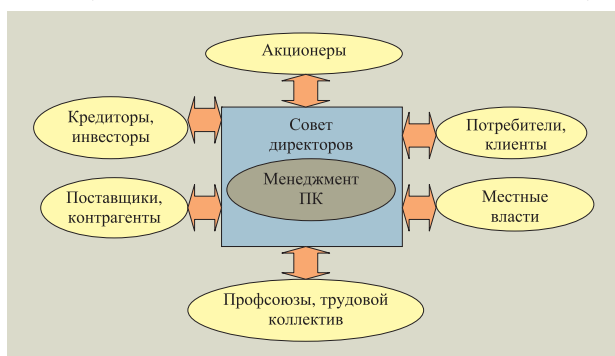 Акционеры
Кредиторы,
инвесторы
Совет
директоров
Потребители,
клиенты
Менеджмент
ПК
Поставщики,
контрагенты
Местные
власти
Профсоюзы, трудовой
коллектив